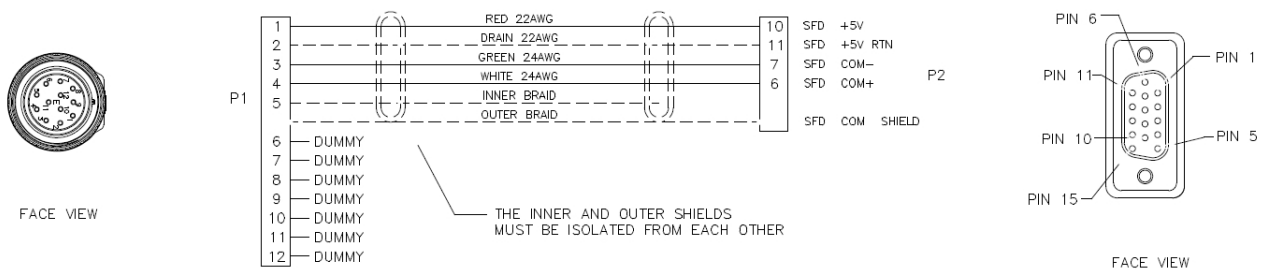 FACE VIEW
P1
1 RED 22AWG 10 SFD +5V
2 DRAIN 22AWG 11 SFD +5V RTN
3 GREEN 24AWG 7 SFD COM-
4 WHITE 24AWG 6 SFD COM+
5 INNER BRAID
OUTER BRAID SFD COM SHIELD
P2
6 DUMMY
7 DUMMY
8 DUMMY
9 DUMMY
10 DUMMY
11 DUMMY
12 DUMMY
THE INNER AND OUTER SHIELDS
MUST BE ISOLATED FROM EACH OTHER
PIN 6
PIN 1
PIN 11
PIN 10
PIN 5
PIN 15
FACE VIEW